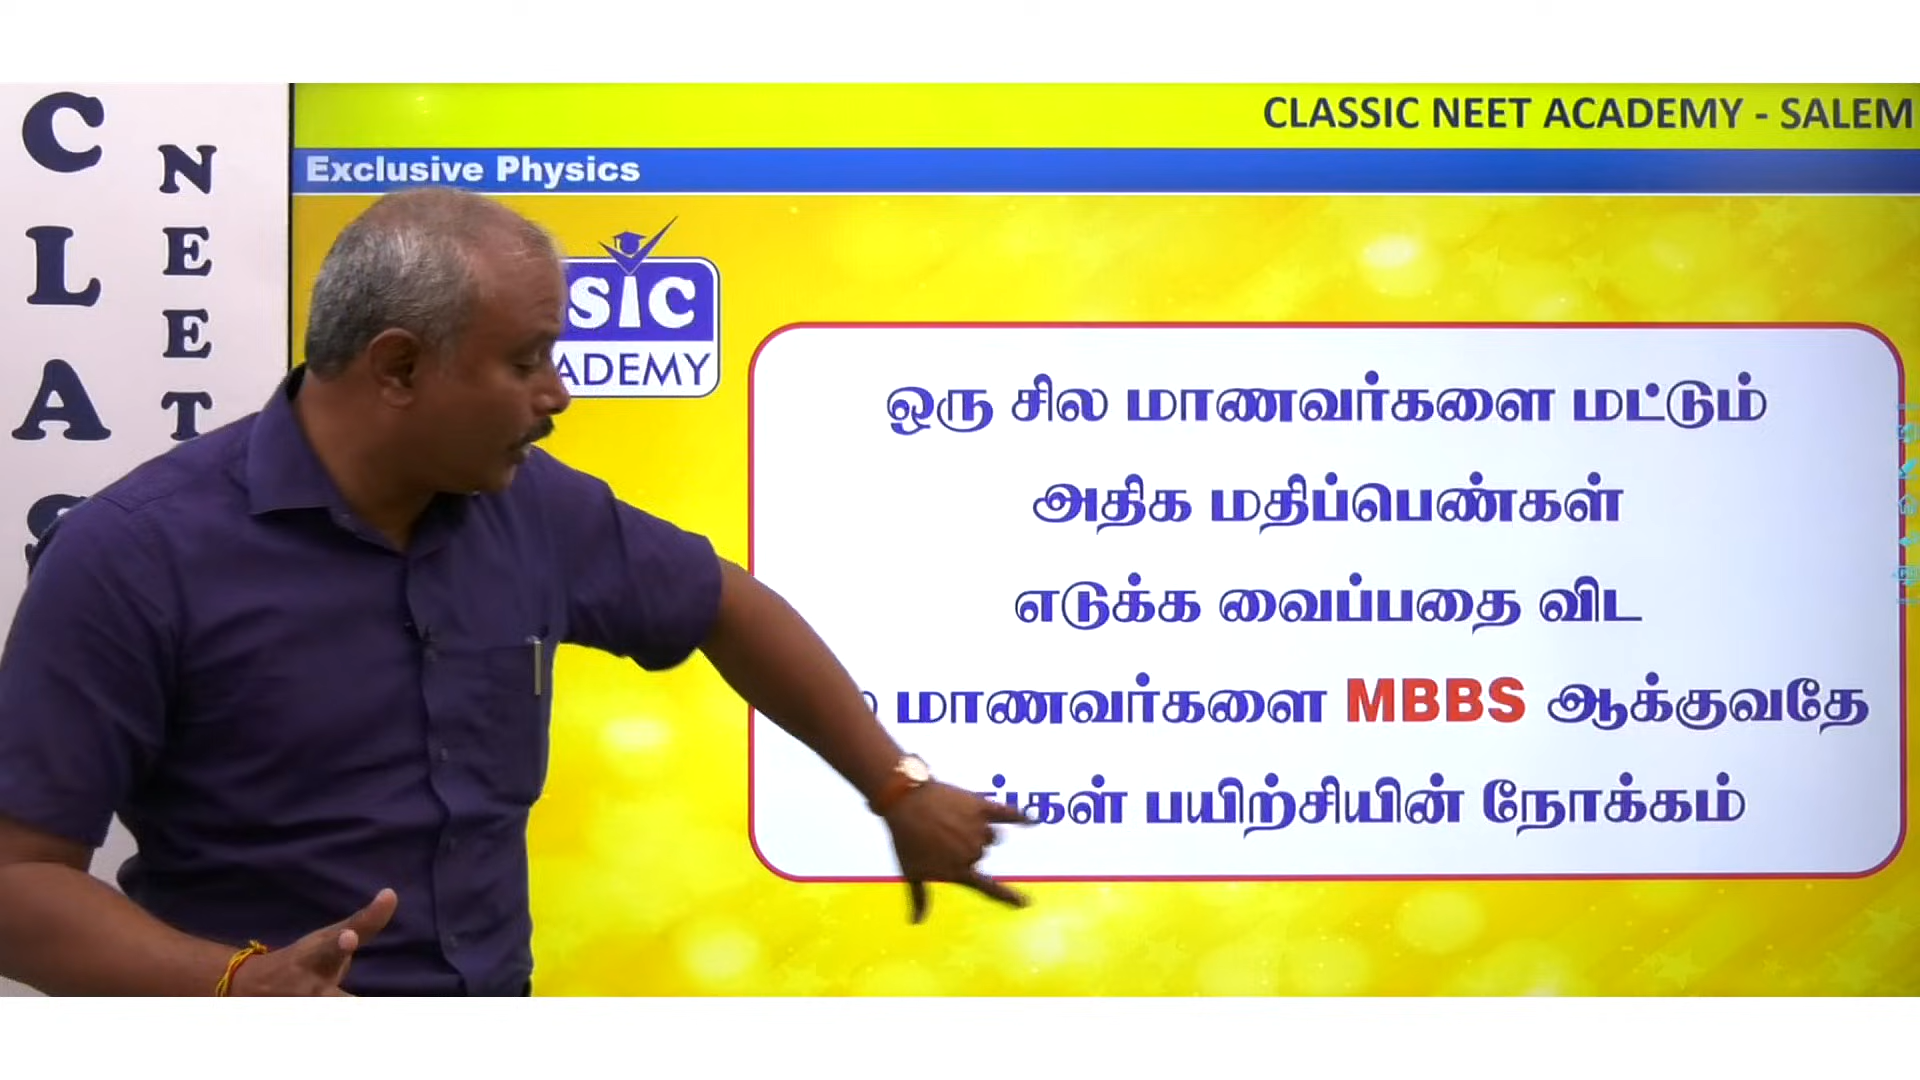 CLASSIC NEET ACADEMY - SALEM
Exclusive Physics
C
L
A
S
N
E
E
T
SIC
ADEMY
ஒரு சில மாணவர்களை மட்டும்
அதிக மதிப்பெண்கள்
எடுக்க வைப்பதை விட
மாணவர்களை MBBS ஆக்குவதே
பயிற்சியின் நோக்கம்